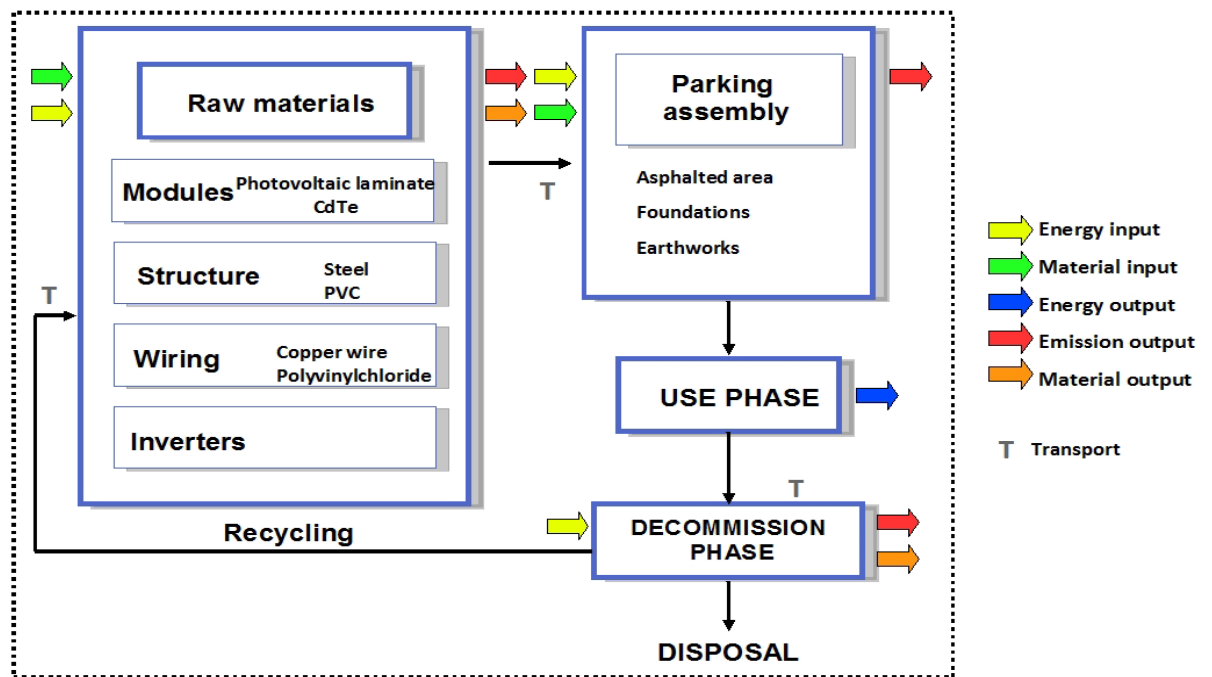 Raw materials
Modules
Photovoltaic laminate
CdTe
Structure
Steel
PVC
Wiring
Copper wire
Polyvinylchloride
Inverters
T
Parking
assembly
Asphalted area
Foundations
Earthworks
USE PHASE
T
DECOMMISSION
PHASE
DISPOSAL
T
Recycling
Energy input
Material input
Energy output
Emission output
Material output
T Transport